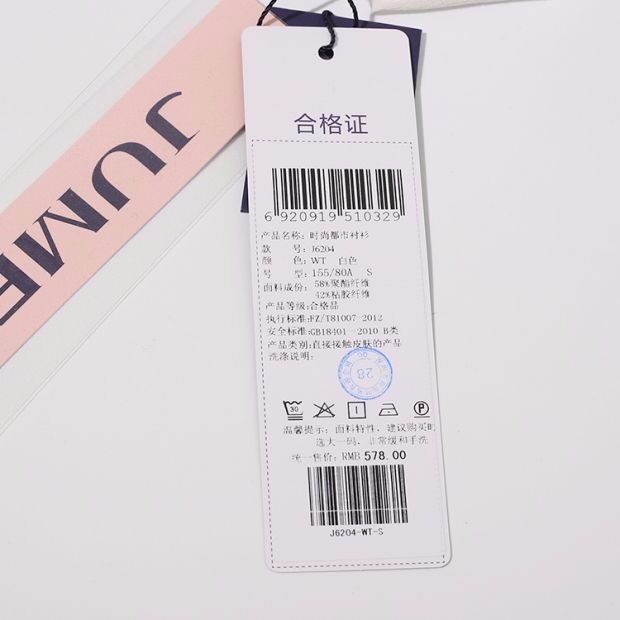 JUME
合格证
6 920919 510329
产品名称: 时尚都市衬衫
款 号: J6204
颜 色: WT 白色
号 型: 155/80A S
面料成份: 58%聚酯纤维
42%粘胶纤维
产品等级:合格品
执行标准:FZ/T81007-2012
安全标准:GB18401-2010 B类
产品类别:直接接触皮肤的产品
洗涤说明:
28
30
P
温馨提示: 面料特性, 建议购买时
选大一码, 非常缓和手洗
统一售价: RMB 578.00
J6204-WT-S